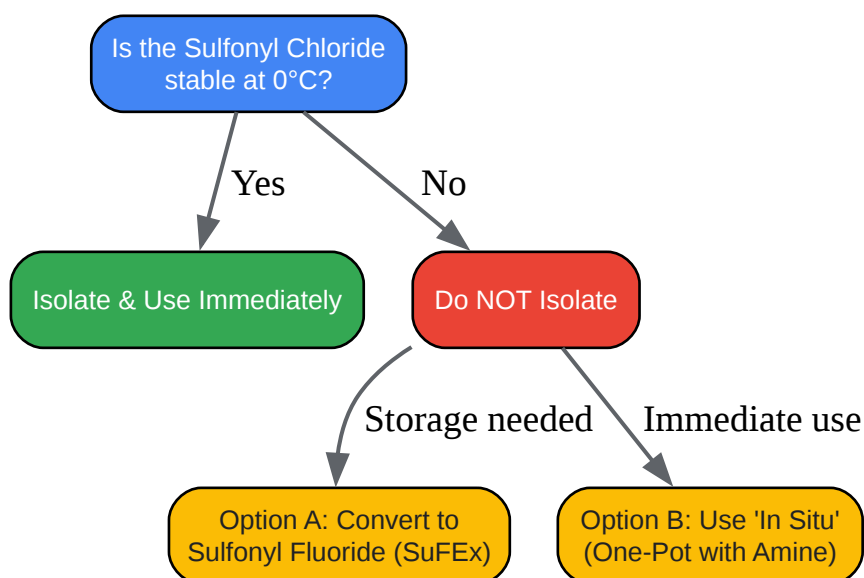 Is the Sulfonyl Chloride
stable at 0°C?
Yes
No
Isolate & Use Immediately
Do NOT Isolate
Storage needed
Immediate use
Option A: Convert to
Sulfonyl Fluoride (SuFEx)
Option B: Use 'In Situ'
(One-Pot with Amine)